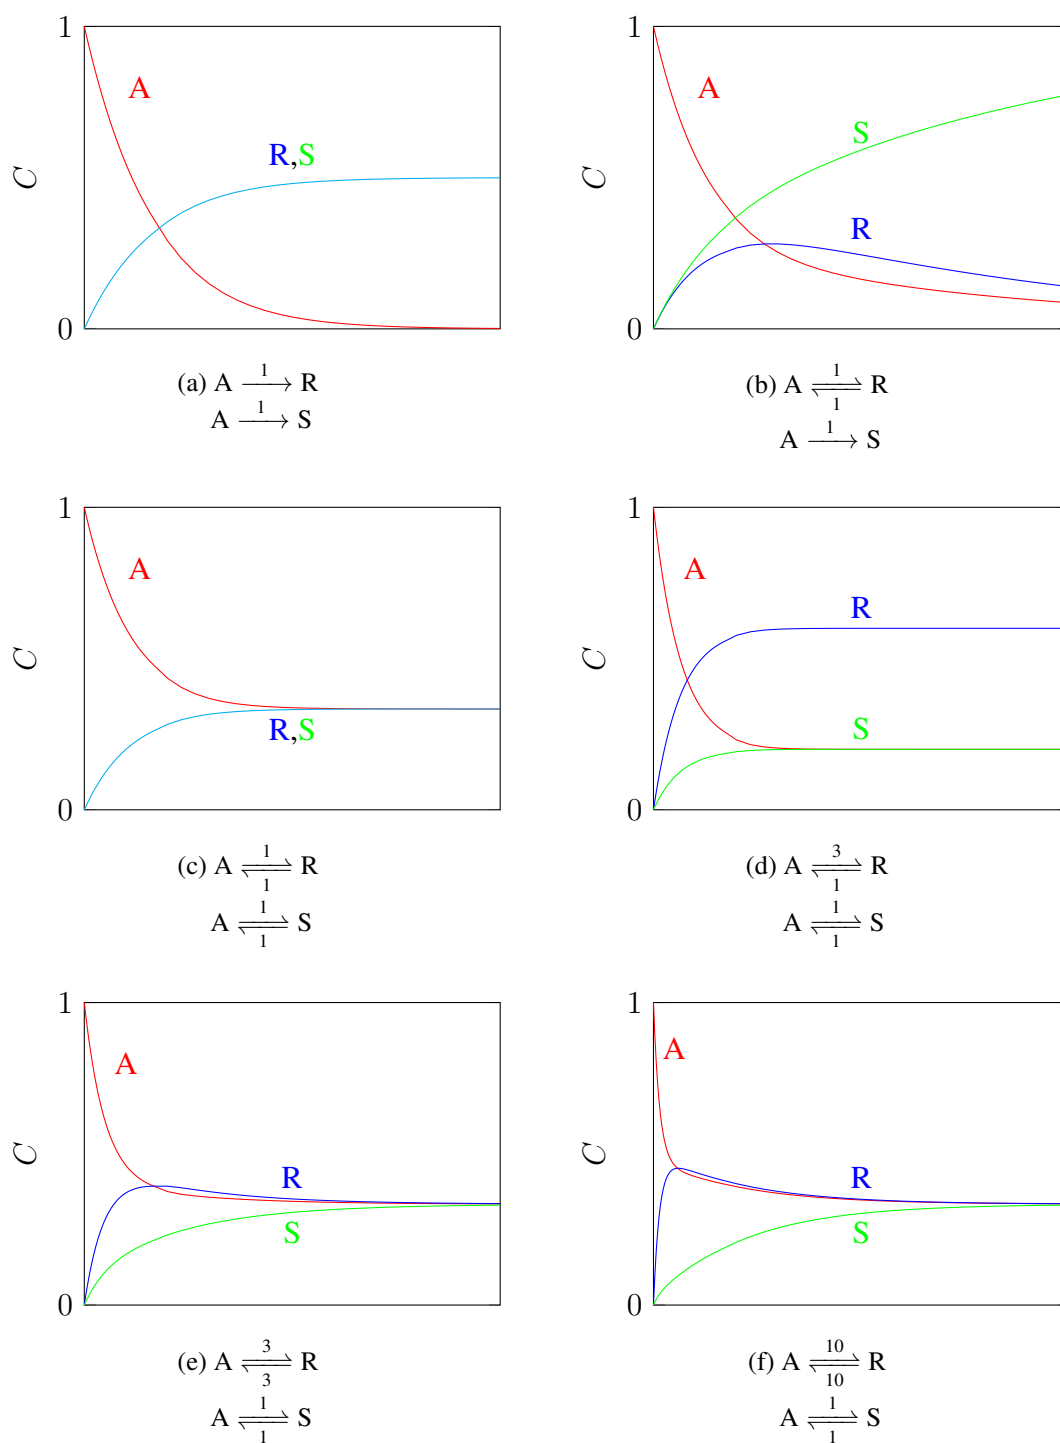 1
A
R,S
C
0
(a) A 1⟶ R
A 1⟶ S
1
A
S
R
C
0
(b) A 1⇌1 R
A 1⟶ S
1
A
R,S
C
0
(c) A 1⇌1 R
A 1⇌1 S
1
A
R
S
C
0
(d) A 3⇌1 R
A 1⇌1 S
1
A
R
S
C
0
(e) A 3⇌3 R
A 1⇌1 S
1
A
R
S
C
0
(f) A 10⇌10 R
A 1⇌1 S